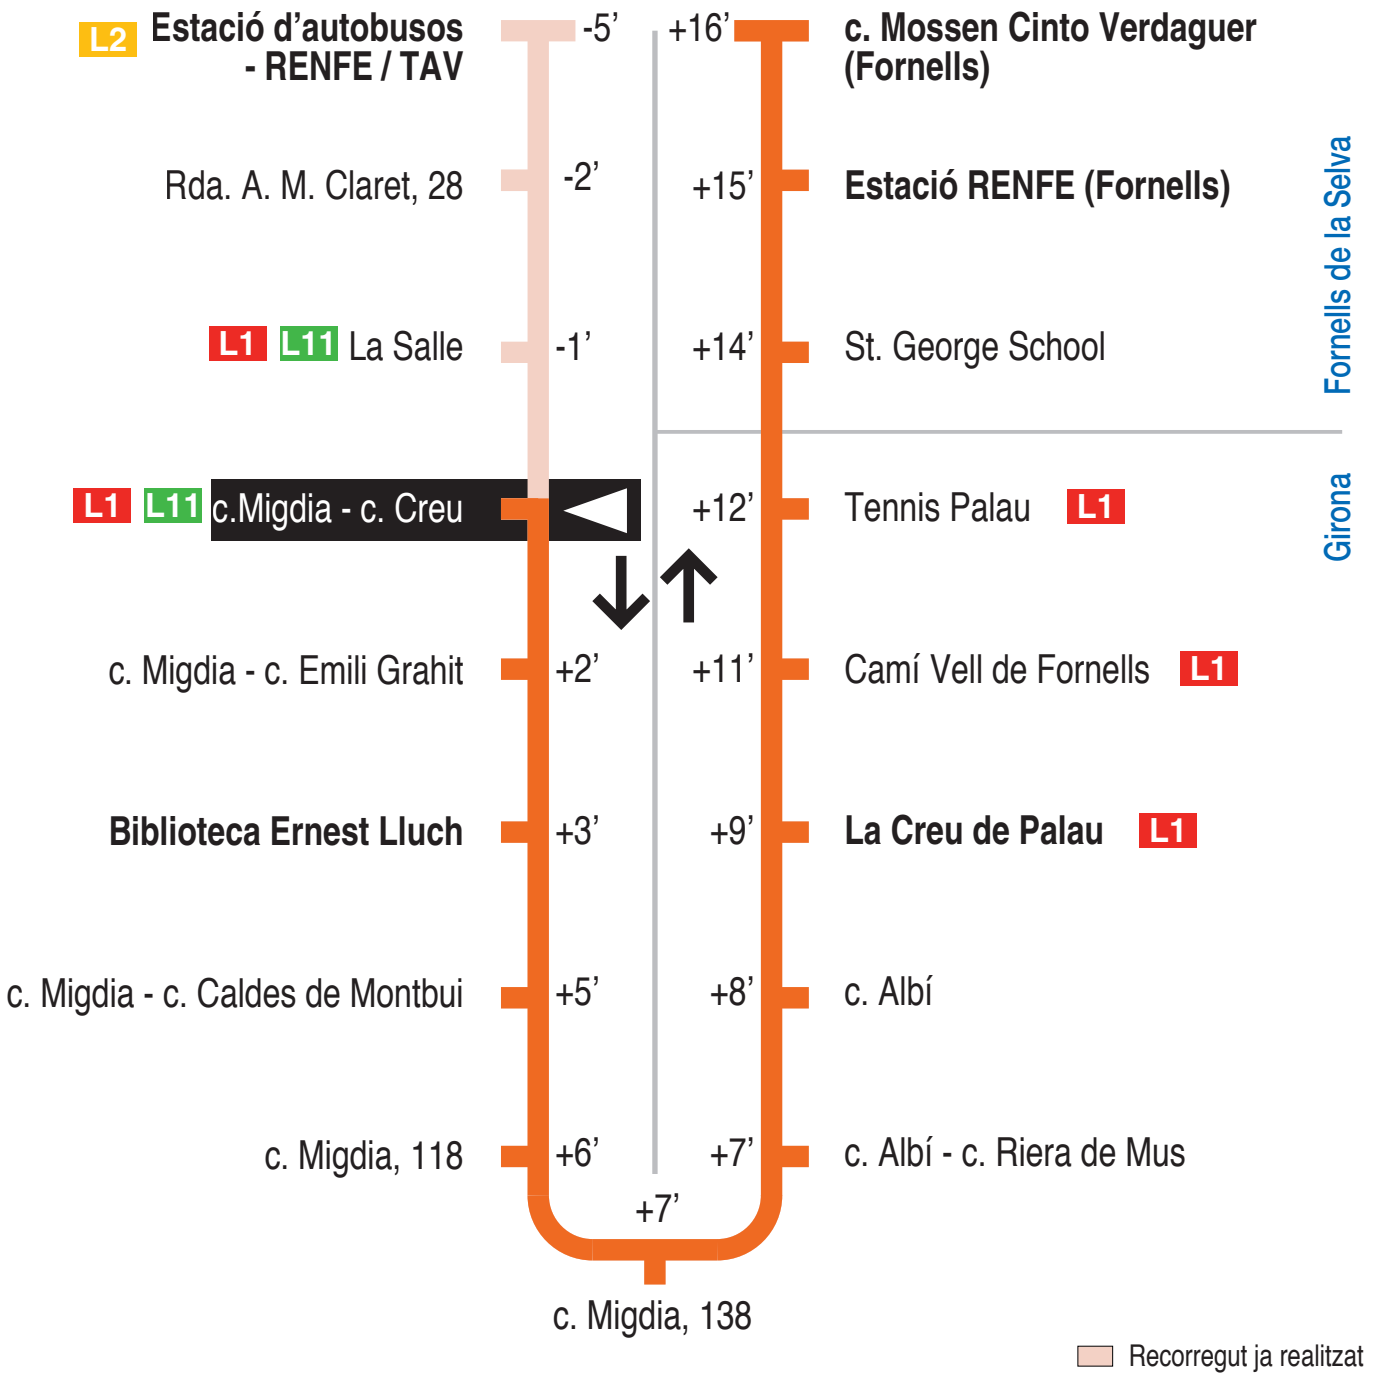 L2 Estació d’autobusos
- RENFE / TAV
-5’
Rda. A. M. Claret, 28
-2’
L1 L11 La Salle
-1’
L1 L11 c.Migdia - c. Creu
c. Migdia - c. Emili Grahit
+2’
Biblioteca Ernest Lluch
+3’
c. Migdia - c. Caldes de Montbui
+5’
c. Migdia, 118
+6’
+7’
c. Migdia, 138
+16’
c. Mossen Cinto Verdaguer
(Fornells)
+15’
Estació RENFE (Fornells)
+14’
St. George School
+12’
Tennis Palau L1
+11’
Camí Vell de Fornells L1
+9’
La Creu de Palau L1
+8’
c. Albí
+7’
c. Albí - c. Riera de Mus
Fornells de la Selva
Girona
Recorregut ja realitzat